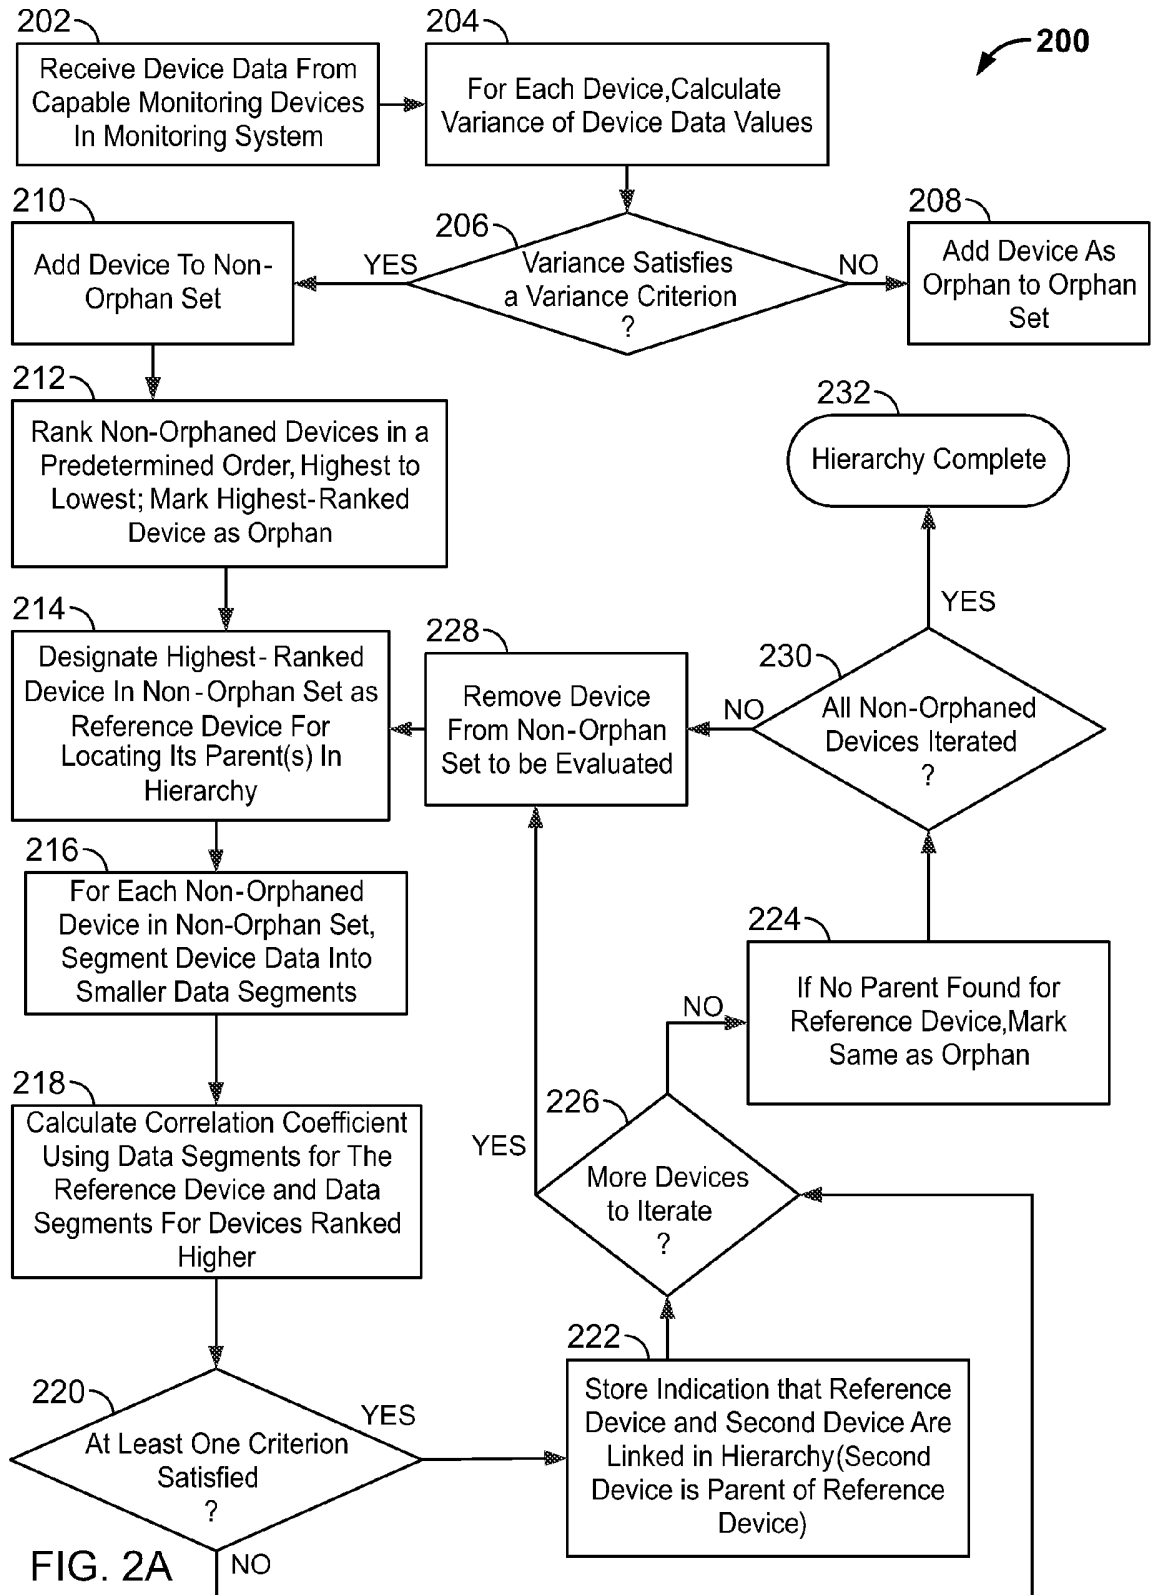 202
Receive Device Data From
Capable Monitoring Devices
In Monitoring System
204
For Each Device,Calculate
Variance of Device Data Values
200
206
Variance Satisfies
a Variance Criterion
?
YES
NO
208
Add Device As
Orphan to Orphan
Set
210
Add Device To Non-
Orphan Set
212
Rank Non-Orphaned Devices in a
Predetermined Order, Highest to
Lowest; Mark Highest-Ranked
Device as Orphan
232
Hierarchy Complete
YES
214
Designate Highest-Ranked
Device In Non-Orphan Set as
Reference Device For
Locating Its Parent(s) In
Hierarchy
228
Remove Device
From Non-Orphan
Set to be Evaluated
NO
230
All Non-Orphaned
Devices Iterated
?
216
For Each Non-Orphaned
Device in Non-Orphan Set,
Segment Device Data Into
Smaller Data Segments
224
If No Parent Found for
Reference Device,Mark
Same as Orphan
NO
218
Calculate Correlation Coefficient
Using Data Segments for The
Reference Device and Data
Segments For Devices Ranked
Higher
226
More Devices
to Iterate
?
YES
220
At Least One Criterion
Satisfied
?
YES
NO
222
Store Indication that Reference
Device and Second Device Are
Linked in Hierarchy(Second
Device is Parent of Reference
Device)
FIG. 2A